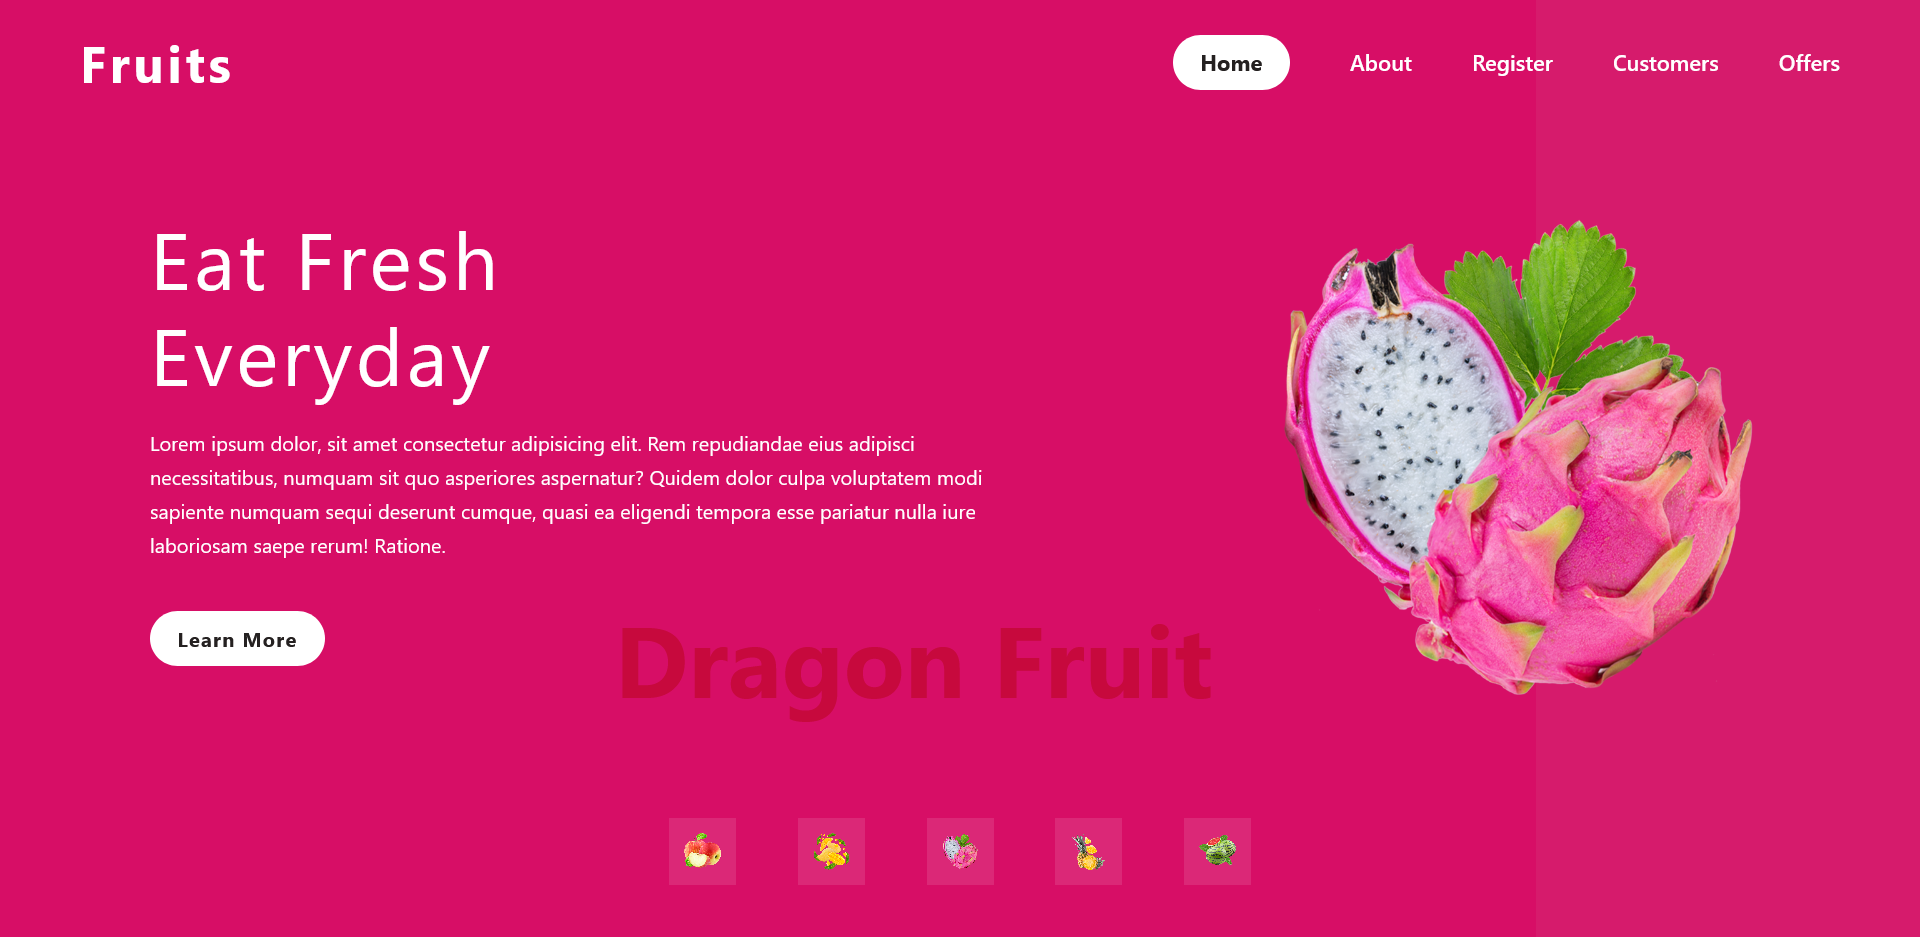 Fruits
Home
About
Register
Customers
Offers
Eat Fresh
Everyday
Lorem ipsum dolor, sit amet consectetur adipisicing elit. Rem repudiandae eius adipisci
necessitatibus, numquam sit quo asperiores aspernatur? Quidem dolor culpa voluptatem modi
sapiente numquam sequi deserunt cumque, quasi ea eligendi tempora esse pariatur nulla iure
laboriosam saepe rerum! Ratione.
Learn More
Dragon Fruit